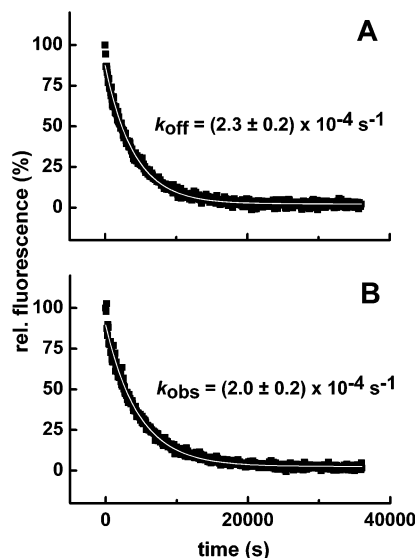 A
100
75
50
25
0
koff = (2.3 ± 0.2) x 10-4 s-1
rel. fluorescence (%)
B
100
75
50
25
0
kobs = (2.0 ± 0.2) x 10-4 s-1
0 20000 40000
time (s)